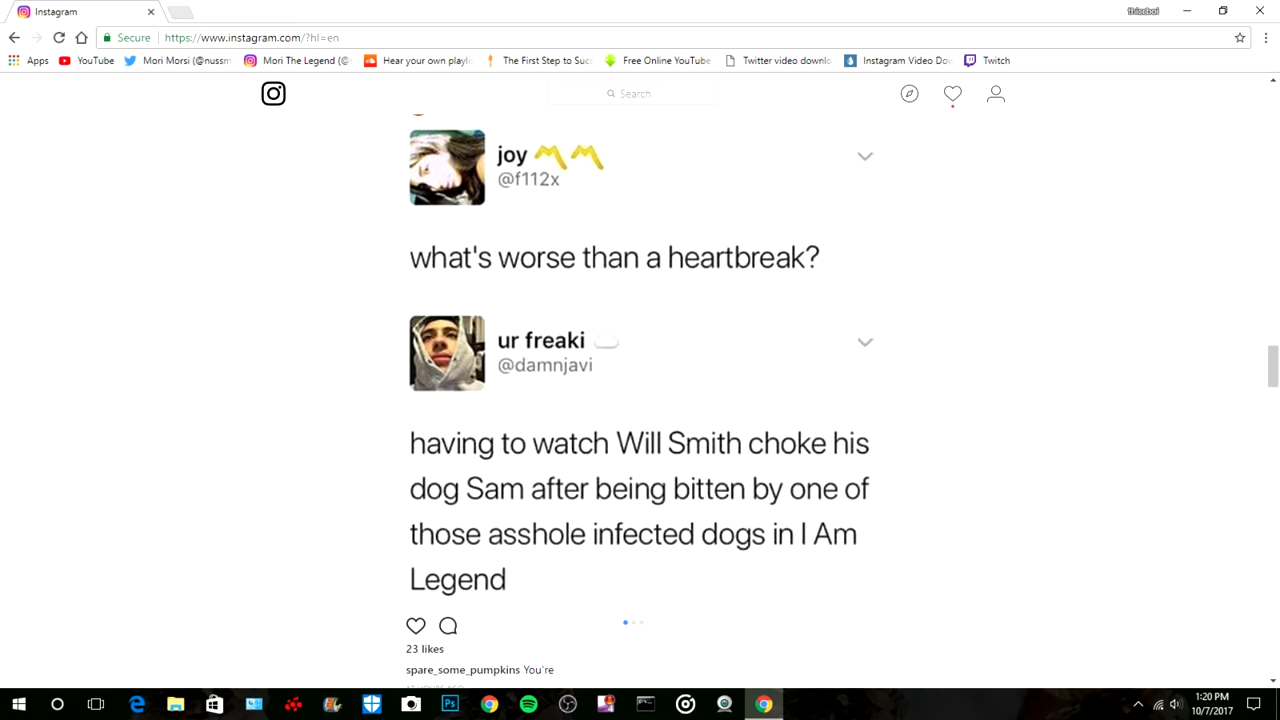 Instagram
thiccboi
Secure
https://www.instagram.com/?hl=en
Apps
YouTube
Mori Morsi (@nussm
Mori The Legend (@
Hear your own playlis
The First Step to Succ
Free Online YouTube
Twitter video downlo
Instagram Video Do
Twitch
Search
joy
@f112x
what's worse than a heartbreak?
ur freaki
@damnjavi
having to watch Will Smith choke his
dog Sam after being bitten by one of
those asshole infected dogs in I Am
Legend
23 likes
spare_some_pumpkins You're
1:20 PM
10/7/2017